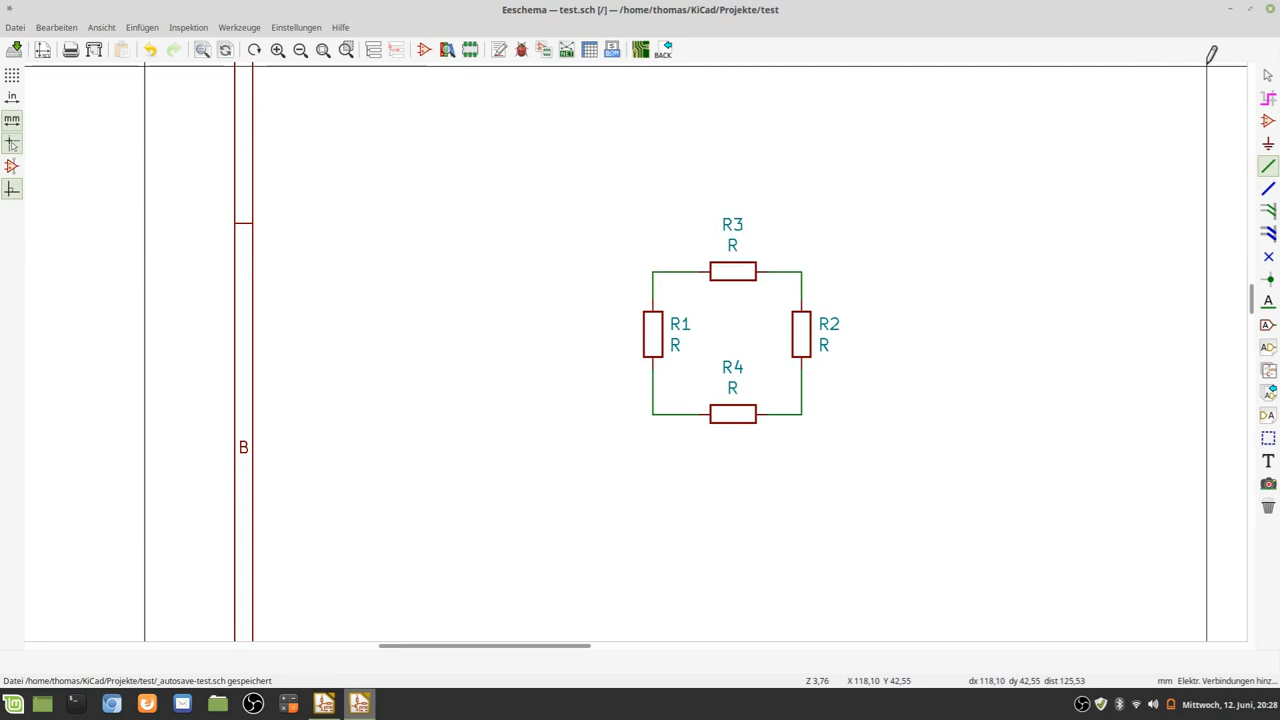 Eeschema — test.sch [/] — /home/thomas/KiCad/Projekte/test
Datei Bearbeiten Ansicht Einfügen Inspektion Werkzeuge Einstellungen Hilfe
NET
BOM
BACK
in
mm
A
R3
R
R1
R
R2
R
R4
R
B
T
Datei /home/thomas/KiCad/Projekte/test/_autosave-test.sch gespeichert
Z 3,76
X 118,10 Y 42,55
dx 118,10 dy 42,55 dist 125,53
mm
Elektr. Verbindungen hinz...
Mittwoch, 12. Juni, 20:28